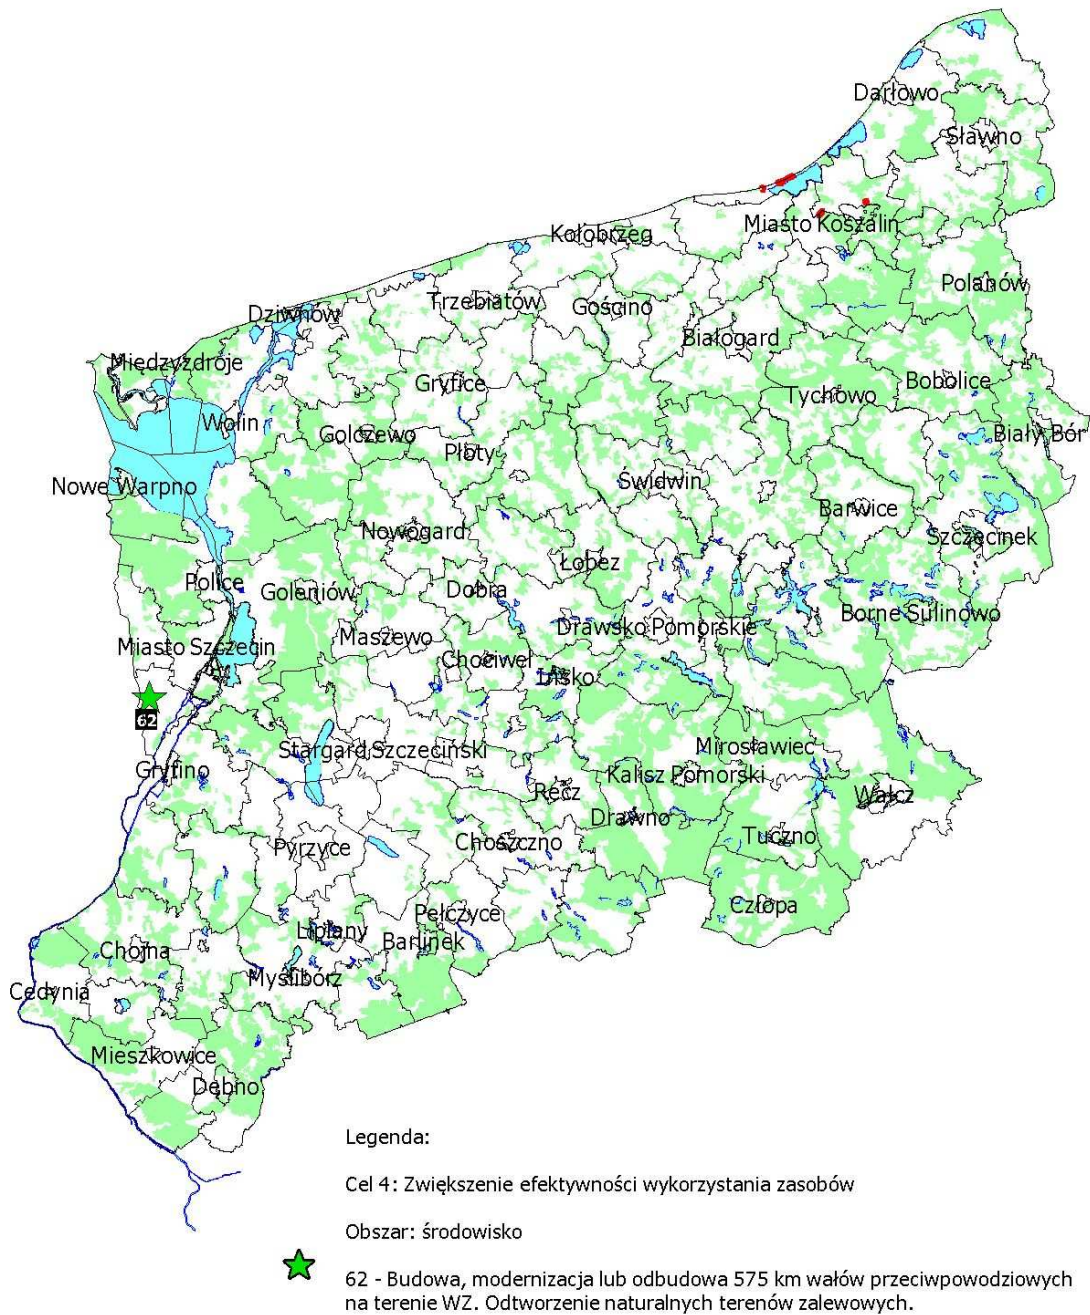 Darłowo
Sławno
Miasto Koszalin
Kołobrzeg
Polanów
Trzebiatów
Gościno
Dziwnów
Białogard
Międzyzdroje
Gryfice
Bobolice
Tychowo
Wolin
Golczewo
Biały Bór
Płoty
Świdwin
Nowe Warpno
Barwice
Nowogard
Szczecinek
Łobez
Police
Goleniów
Dobra
Borne Sulinowo
Drawsko Pomorskie
Maszewo
Miasto Szczecin
Chociwel
Ińsko
62
Stargard Szczeciński
Mirosławiec
Gryfino
Kalisz Pomorski
Recz
Wałcz
Drawno
Tuczno
Choszczno
Pyrzyce
Człopa
Pełczyce
Lipiany
Barlinek
Chojna
Myślibórz
Cedynia
Mieszkowice
Dębno
Legenda:
Cel 4: Zwiększenie efektywności wykorzystania zasobów
Obszar: środowisko
62 - Budowa, modernizacja lub odbudowa 575 km wałów przeciwpowodziowych
na terenie WZ. Odtworzenie naturalnych terenów zalewowych.